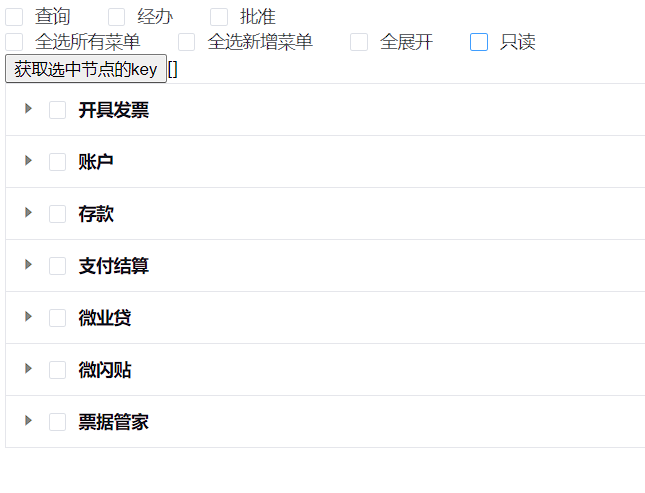 查询 经办 批准
全选所有菜单 全选新增菜单 全展开 只读
获取选中节点的key []
开具发票
账户
存款
支付结算
微业贷
微闪贴
票据管家